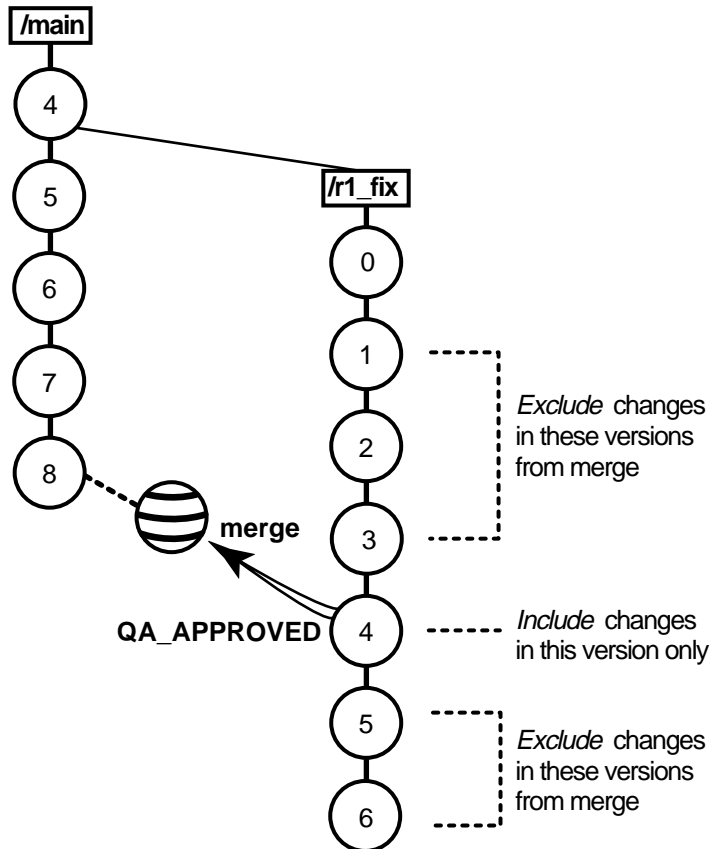 /main
4
5
6
7
8
/r1_fix
0
1
2
3
4
5
6
merge
QA_APPROVED
Exclude changes
in these versions
from merge
Include changes
in this version only
Exclude changes
in these versions
from merge